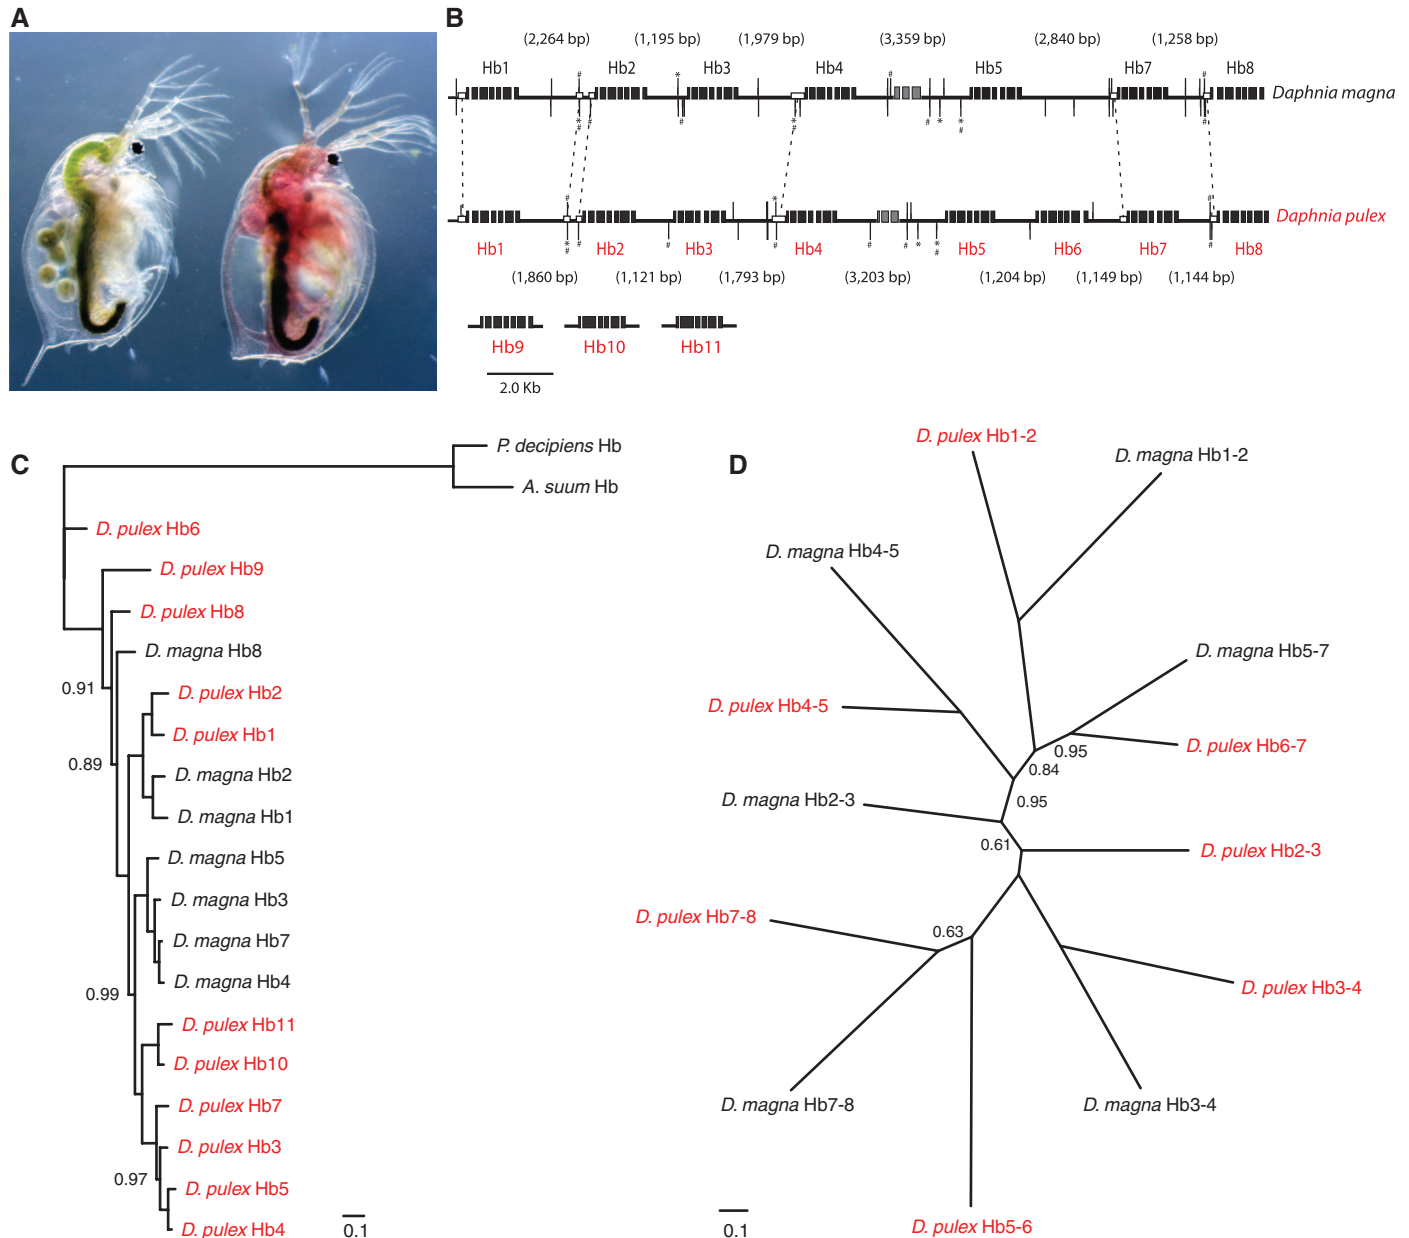 A
B
(2,264 bp) (1,195 bp) (1,979 bp) (3,359 bp) (2,840 bp) (1,258 bp)
Hb1 Hb2 Hb3 Hb4 Hb5 Hb7 Hb8
# * # #
Daphnia magna
* # # # * # # * * # #
# * #
Daphnia pulex
* # # # # # * * # #
Hb1 Hb2 Hb3 Hb4 Hb5 Hb6 Hb7 Hb8
(1,860 bp) (1,121 bp) (1,793 bp) (3,203 bp) (1,204 bp) (1,149 bp) (1,144 bp)
Hb9 Hb10 Hb11
2.0 Kb
C
P. decipiens Hb
A. suum Hb
D. pulex Hb6
D. pulex Hb9
D. pulex Hb8
D. magna Hb8
0.91
D. pulex Hb2
D. pulex Hb1
0.89
D. magna Hb2
D. magna Hb1
D. magna Hb5
D. magna Hb3
D. magna Hb7
D. magna Hb4
0.99
D. pulex Hb11
D. pulex Hb10
D. pulex Hb7
D. pulex Hb3
0.97
D. pulex Hb5
D. pulex Hb4
0.1
D
D. pulex Hb1-2
D. magna Hb1-2
D. magna Hb4-5
D. magna Hb5-7
D. pulex Hb4-5
D. pulex Hb6-7
0.95
0.84
D. magna Hb2-3
0.95
0.61
D. pulex Hb2-3
D. pulex Hb7-8
0.63
D. pulex Hb3-4
D. magna Hb7-8
D. magna Hb3-4
D. pulex Hb5-6
0.1